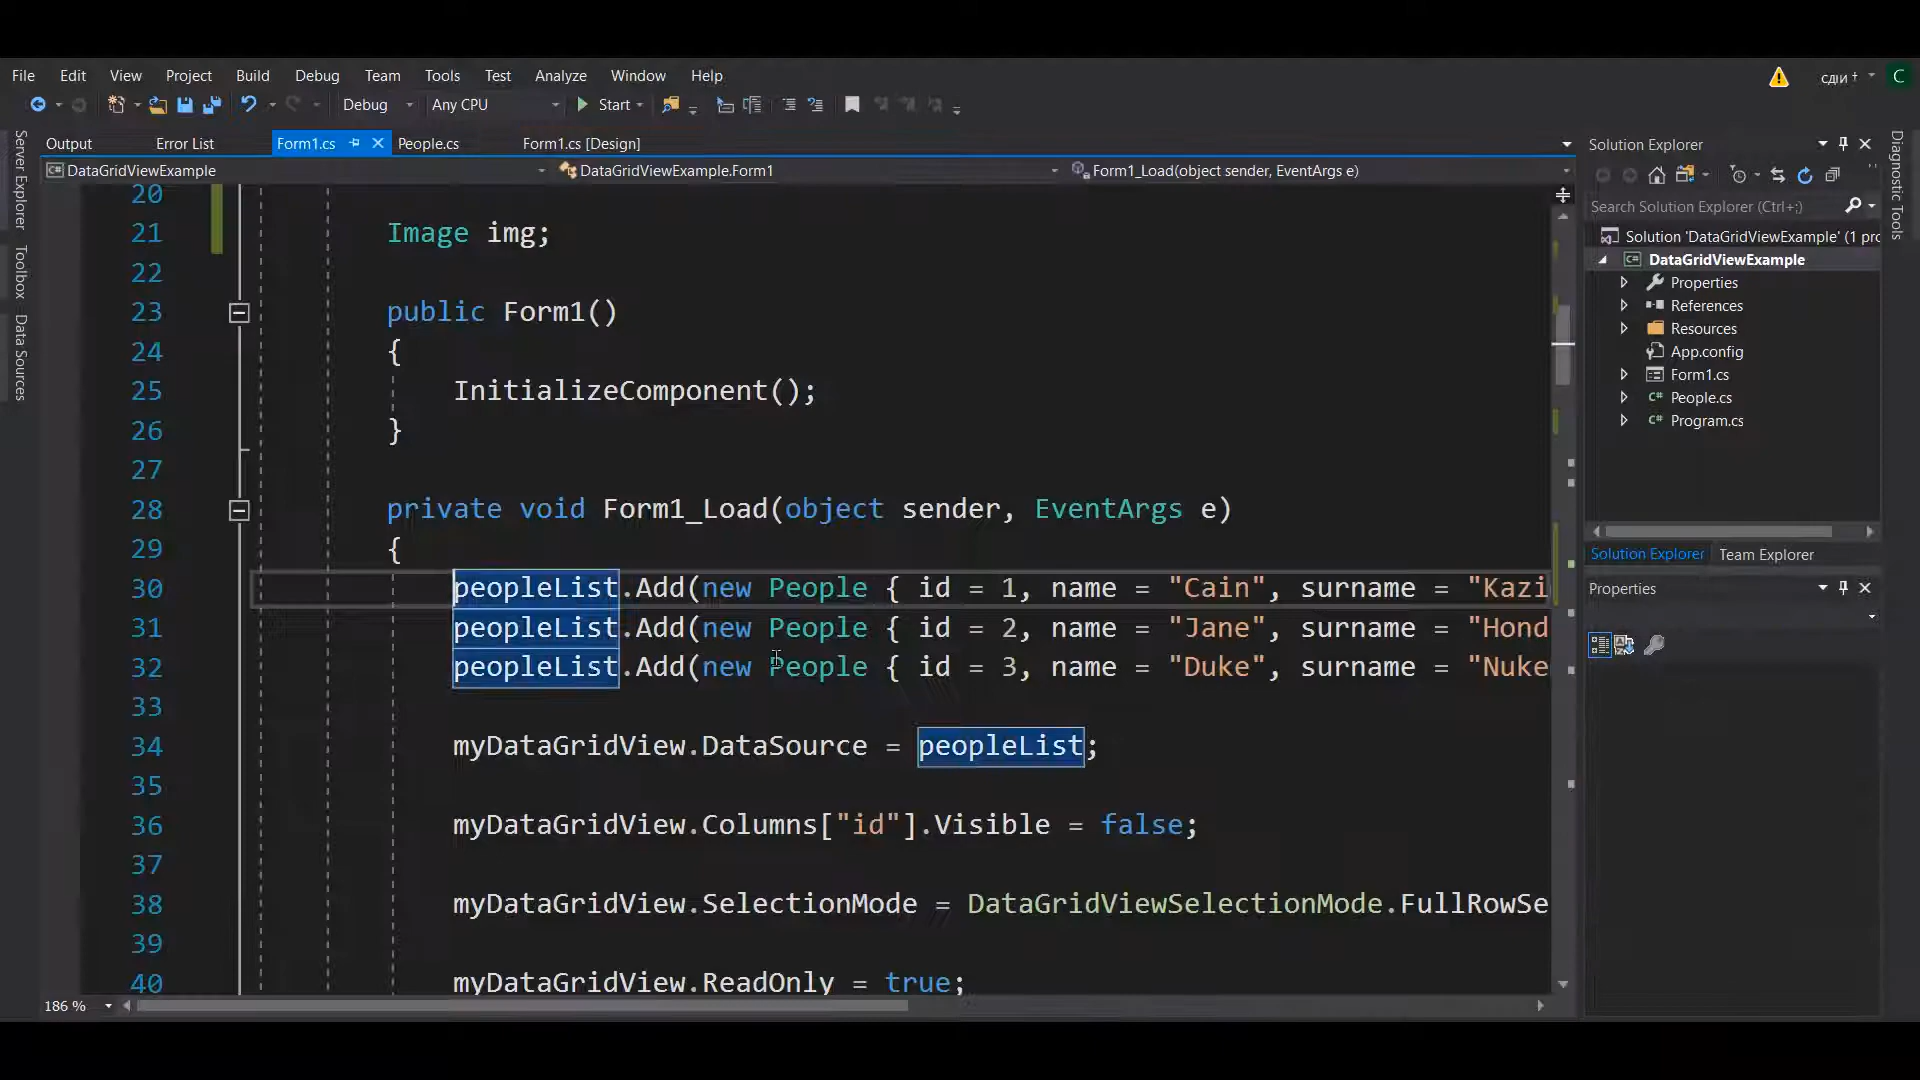 File Edit View Project Build Debug Team Tools Test Analyze Window Help
сдіи †
C
Debug Any CPU Start
Output Error List Form1.cs People.cs Form1.cs [Design]
DataGridViewExample DataGridViewExample.Form1 Form1_Load(object sender, EventArgs e)
Server Explorer
Toolbox
Data Sources
20
21 Image img;
22
23 public Form1()
24 {
25 InitializeComponent();
26 }
27
28 private void Form1_Load(object sender, EventArgs e)
29 {
30 peopleList.Add(new People { id = 1, name = "Cain", surname = "Kazi
31 peopleList.Add(new People { id = 2, name = "Jane", surname = "Hond
32 peopleList.Add(new People { id = 3, name = "Duke", surname = "Nuke
33
34 myDataGridView.DataSource = peopleList;
35
36 myDataGridView.Columns["id"].Visible = false;
37
38 myDataGridView.SelectionMode = DataGridViewSelectionMode.FullRowSe
39
40 myDataGridView.ReadOnly = true;
186 %
Solution Explorer
Search Solution Explorer (Ctrl+;)
Solution 'DataGridViewExample' (1 prc
C# DataGridViewExample
Properties
References
Resources
App.config
Form1.cs
C# People.cs
C# Program.cs
Solution Explorer Team Explorer
Properties
Diagnostic Tools